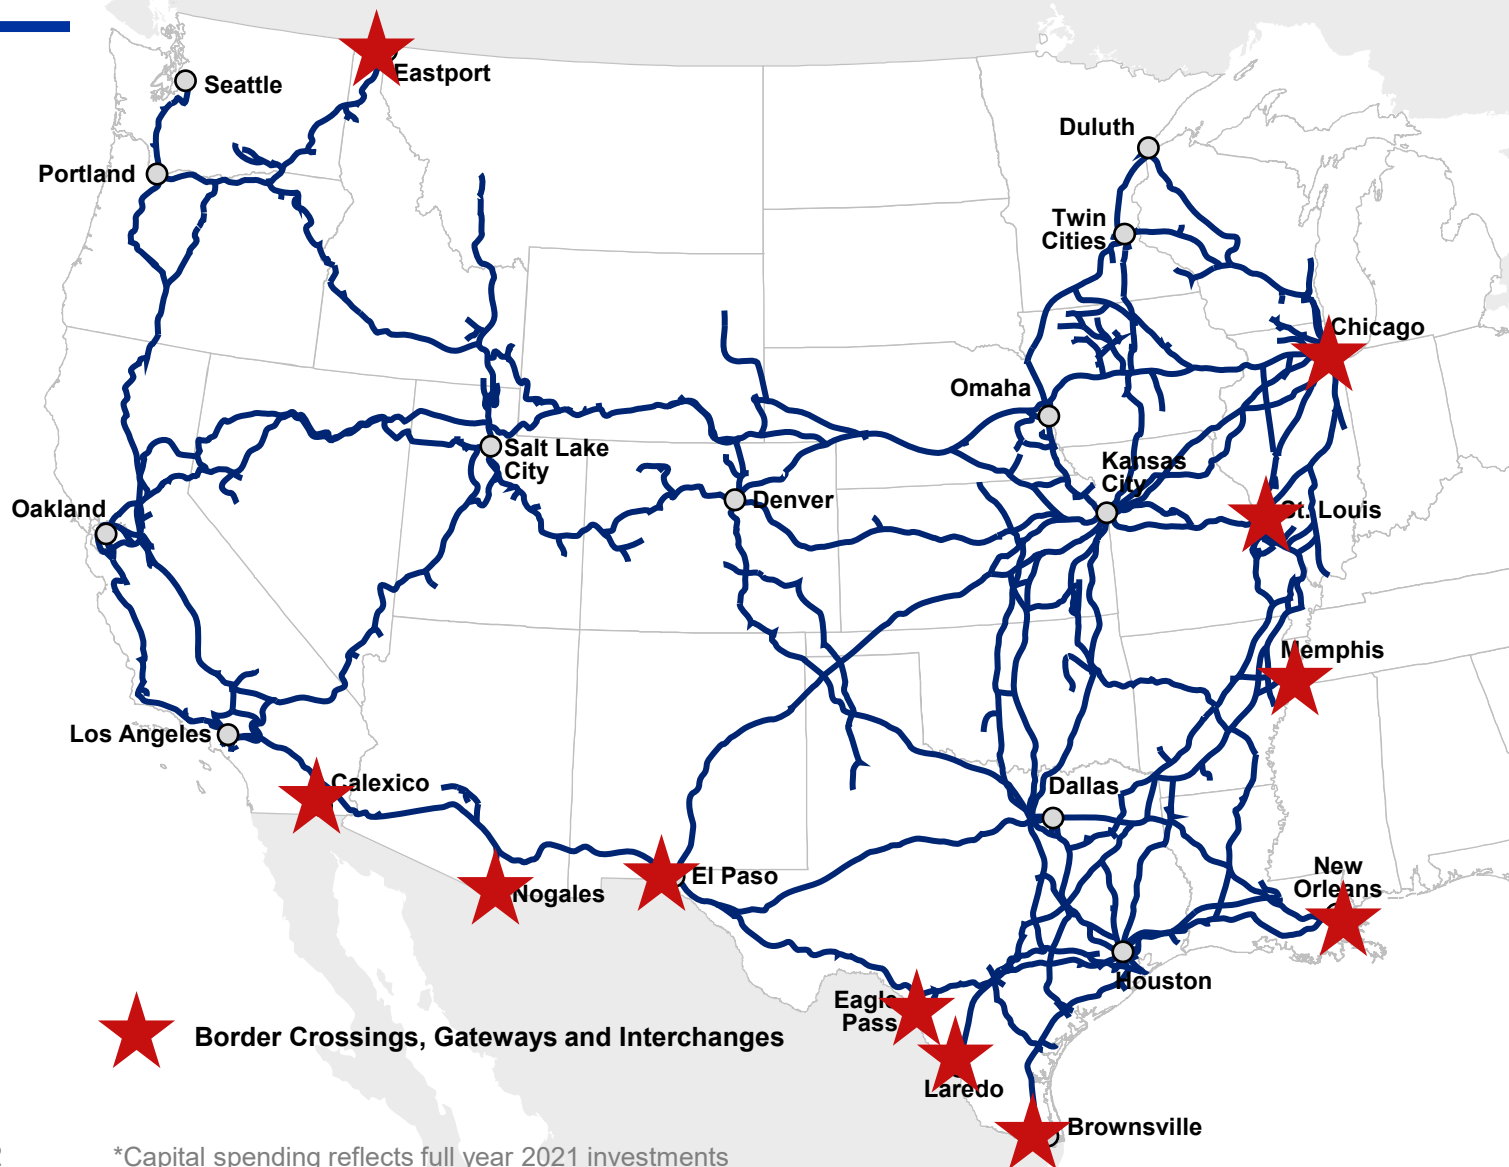 Eastport
Seattle
Duluth
Portland
Twin
Cities
Chicago
Omaha
Salt Lake
City
Kansas
City
Denver
Oakland
St. Louis
Memphis
Los Angeles
Calexico
Dallas
El Paso
Nogales
New
Orleans
Houston
Eagle
Pass
Border Crossings, Gateways and Interchanges
Laredo
Brownsville
*Capital spending reflects full year 2021 investments